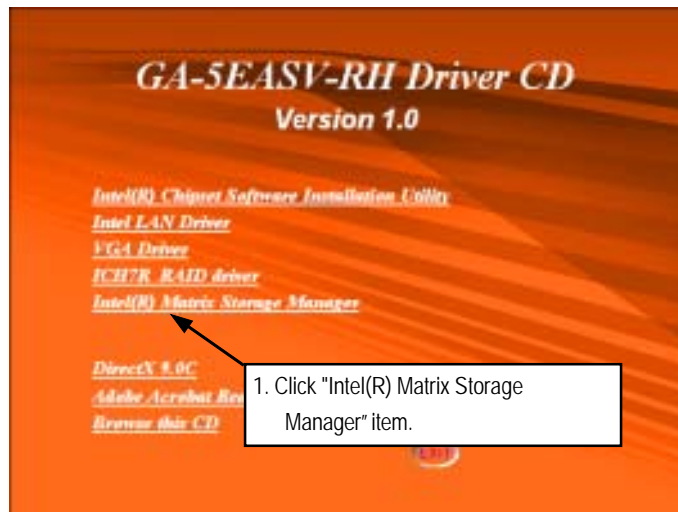 GA-5EASV-RH Driver CD
Version 1.0
Intel(R) Chipset Software Installation Utility
Intel LAN Driver
VGA Driver
ICH7R RAID driver
Intel(R) Matrix Storage Manager
DirectX 9.0C
Adobe Acrobat
Browse this CD
1. Click "Intel(R) Matrix Storage
Manager" item.